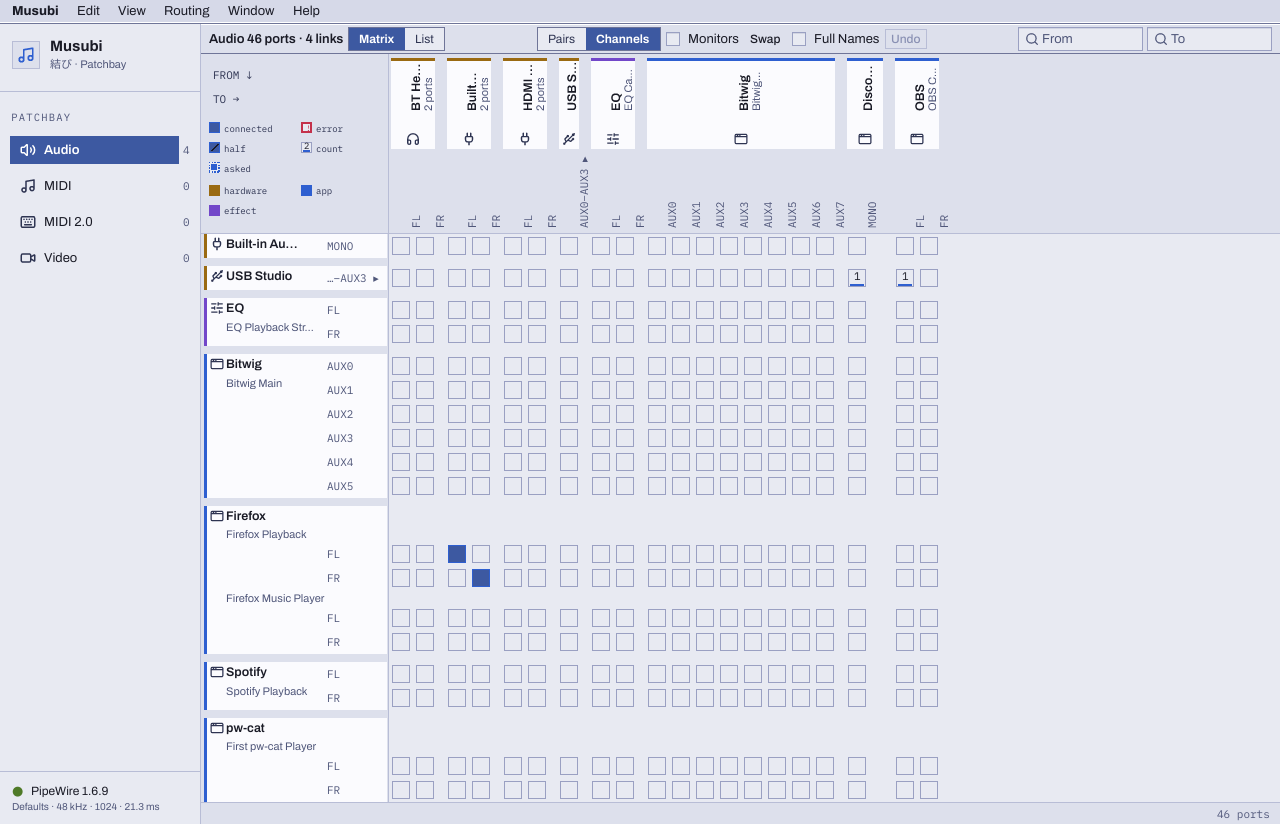 Musubi Edit View Routing Window Help
Musubi
結び · Patchbay
Audio 46 ports · 4 links Matrix List Pairs Channels Monitors Swap Full Names Undo From To
PATCHBAY
Audio 4
MIDI 0
MIDI 2.0 0
Video 0
PipeWire 1.6.9
Defaults · 48 kHz · 1024 · 21.3 ms
FROM ↓
TO →
connected error
half 2 count
asked
hardware app
effect
BT He…
2 ports
Built…
2 ports
HDMI …
2 ports
USB S…
EQ
EQ Ca…
Bitwig
Bitwig…
Disco…
OBS
OBS C…
FL FR FL FR FL FR AUX0–AUX3 ▸ FL FR AUX0 AUX1 AUX2 AUX3 AUX4 AUX5 AUX6 AUX7 MONO FL FR
Built-in Au… MONO
USB Studio …–AUX3 ▸ 1 1
EQ FL
EQ Playback Str… FR
Bitwig AUX0
Bitwig Main AUX1
AUX2
AUX3
AUX4
AUX5
Firefox
Firefox Playback
FL
FR
Firefox Music Player
FL
FR
Spotify FL
Spotify Playback FR
pw-cat
First pw-cat Player
FL
FR
46 ports